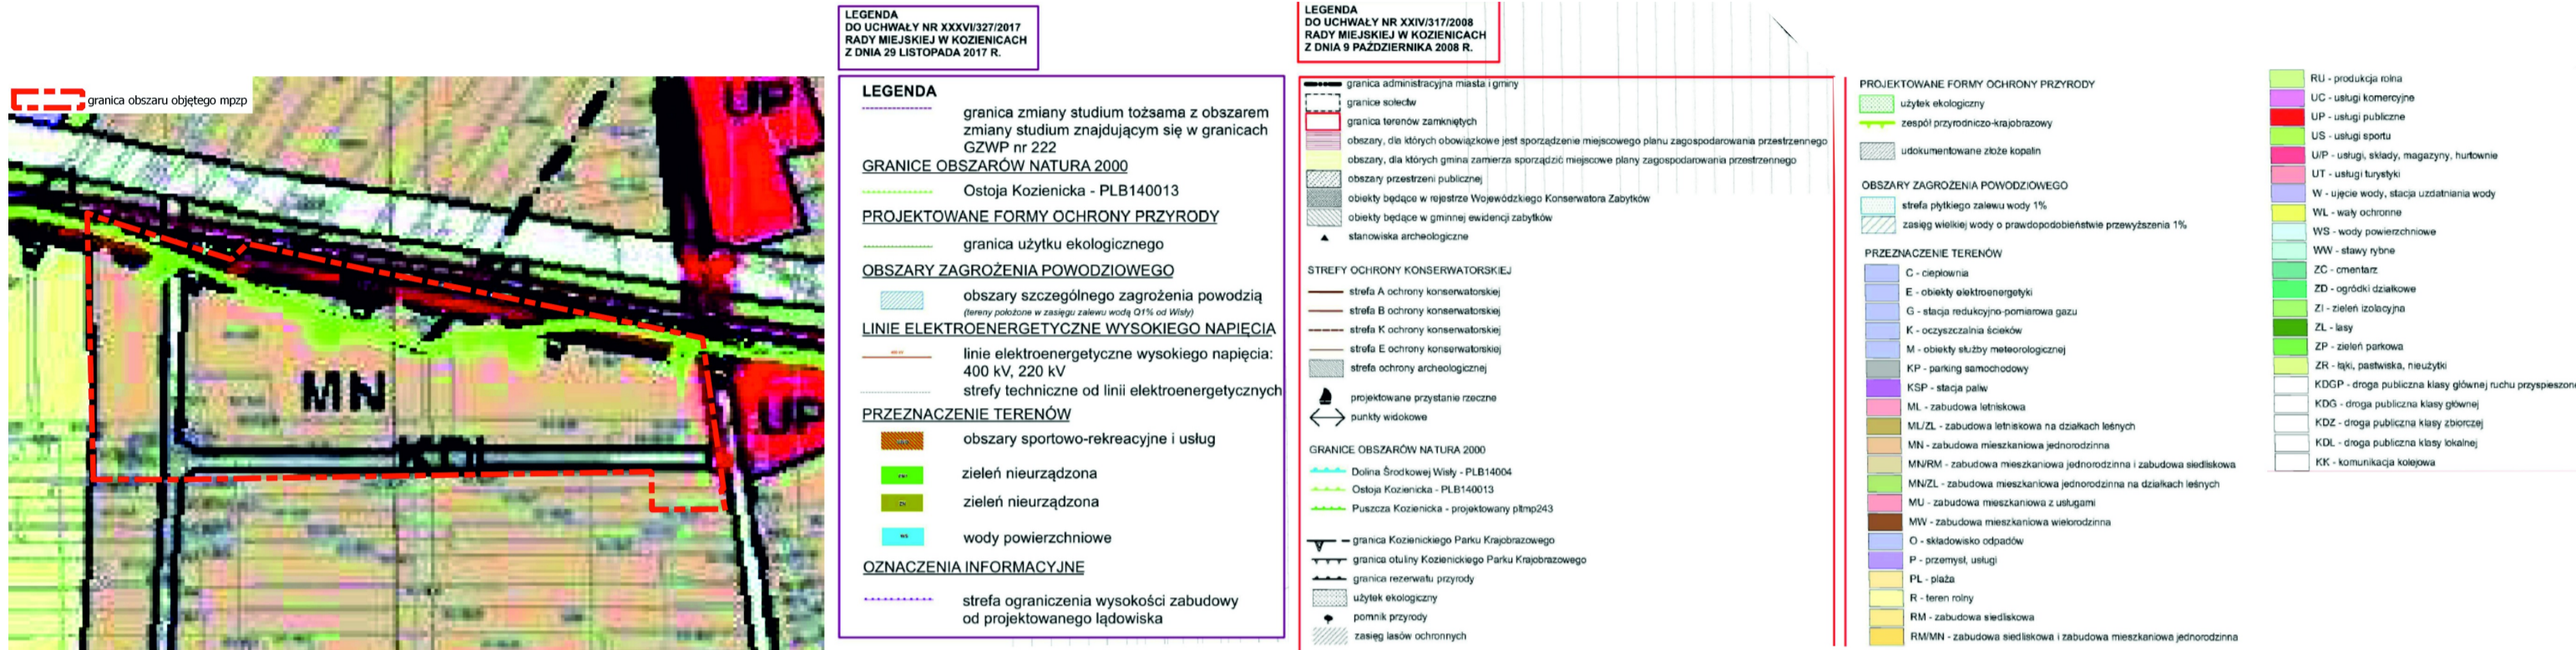 granica obszaru objętego mpzp
UP
MN
UP
LEGENDA
DO UCHWAŁY NR XXXVI/327/2017
RADY MIEJSKIEJ W KOZIENICACH
Z DNIA 29 LISTOPADA 2017 R.
LEGENDA
granica zmiany studium tożsama z obszarem
zmiany studium znajdującym się w granicach
GZWP nr 222
GRANICE OBSZARÓW NATURA 2000
Ostoja Kozienicka - PLB140013
PROJEKTOWANE FORMY OCHRONY PRZYRODY
granica użytku ekologicznego
OBSZARY ZAGROŻENIA POWODZIOWEGO
obszary szczególnego zagrożenia powodzią
(tereny położone w zasięgu zalewu wodą Q1% od Wisły)
LINIE ELEKTROENERGETYCZNE WYSOKIEGO NAPIĘCIA
linie elektroenergetyczne wysokiego napięcia:
400 kV, 220 kV
strefy techniczne od linii elektroenergetycznych
PRZEZNACZENIE TERENÓW
obszary sportowo-rekreacyjne i usług
zieleń nieurządzona
zieleń nieurządzona
wody powierzchniowe
OZNACZENIA INFORMACYJNE
strefa ograniczenia wysokości zabudowy
od projektowanego lądowiska
LEGENDA
DO UCHWAŁY NR XXIV/317/2008
RADY MIEJSKIEJ W KOZIENICACH
Z DNIA 9 PAŹDZIERNIKA 2008 R.
granica administracyjna miasta i gminy
granice sołectw
granica terenów zamkniętych
obszary, dla których obowiązkowe jest sporządzenie miejscowego planu zagospodarowania przestrzennego
obszary, dla których gmina zamierza sporządzić miejscowe plany zagospodarowania przestrzennego
obszary przestrzeni publicznej
obiekty będące w rejestrze Wojewódzkiego Konserwatora Zabytków
obiekty będące w gminnej ewidencji zabytków
stanowiska archeologiczne
STREFY OCHRONY KONSERWATORSKIEJ
strefa A ochrony konserwatorskiej
strefa B ochrony konserwatorskiej
strefa K ochrony konserwatorskiej
strefa E ochrony konserwatorskiej
strefa ochrony archeologicznej
projektowane przystanie rzeczne
punkty widokowe
GRANICE OBSZARÓW NATURA 2000
Dolina Środkowej Wisły - PLB14004
Ostoja Kozienicka - PLB140013
Puszcza Kozienicka - projektowany pltmp243
granica Kozienickiego Parku Krajobrazowego
granica otuliny Kozienickiego Parku Krajobrazowego
granica rezerwatu przyrody
użytek ekologiczny
pomnik przyrody
zasięg lasów ochronnych
PROJEKTOWANE FORMY OCHRONY PRZYRODY
użytek ekologiczny
zespół przyrodniczo-krajobrazowy
udokumentowane złoże kopalin
OBSZARY ZAGROŻENIA POWODZIOWEGO
strefa płytkiego zalewu wody 1%
zasięg wielkiej wody o prawdopodobieństwie przewyższenia 1%
PRZEZNACZENIE TERENÓW
C - ciepłownia
E - obiekty elektroenergetyki
G - stacja redukcyjno-pomiarowa gazu
K - oczyszczalnia ścieków
M - obiekty służby meteorologicznej
KP - parking samochodowy
KSP - stacja paliw
ML - zabudowa letniskowa
ML/ZL - zabudowa letniskowa na działkach leśnych
MN - zabudowa mieszkaniowa jednorodzinna
MN/RM - zabudowa mieszkaniowa jednorodzinna i zabudowa siedliskowa
MN/ZL - zabudowa mieszkaniowa jednorodzinna na działkach leśnych
MU - zabudowa mieszkaniowa z usługami
MW - zabudowa mieszkaniowa wielorodzinna
O - składowisko odpadów
P - przemysł, usługi
PL - plaża
R - teren rolny
RM - zabudowa siedliskowa
RM/MN - zabudowa siedliskowa i zabudowa mieszkaniowa jednorodzinna
RU - produkcja rolna
UC - usługi komercyjne
UP - usługi publiczne
US - usługi sportu
U/P - usługi, składy, magazyny, hurtownie
UT - usługi turystyki
W - ujęcie wody, stacja uzdatniania wody
WL - wały ochronne
WS - wody powierzchniowe
WW - stawy rybne
ZC - cmentarz
ZD - ogródki działkowe
ZI - zieleń izolacyjna
ZL - lasy
ZP - zieleń parkowa
ZR - łąki, pastwiska, nieużytki
KDGP - droga publiczna klasy głównej ruchu przyspieszone
KDG - droga publiczna klasy głównej
KDZ - droga publiczna klasy zbiorczej
KDL - droga publiczna klasy lokalnej
KK - komunikacja kolejowa